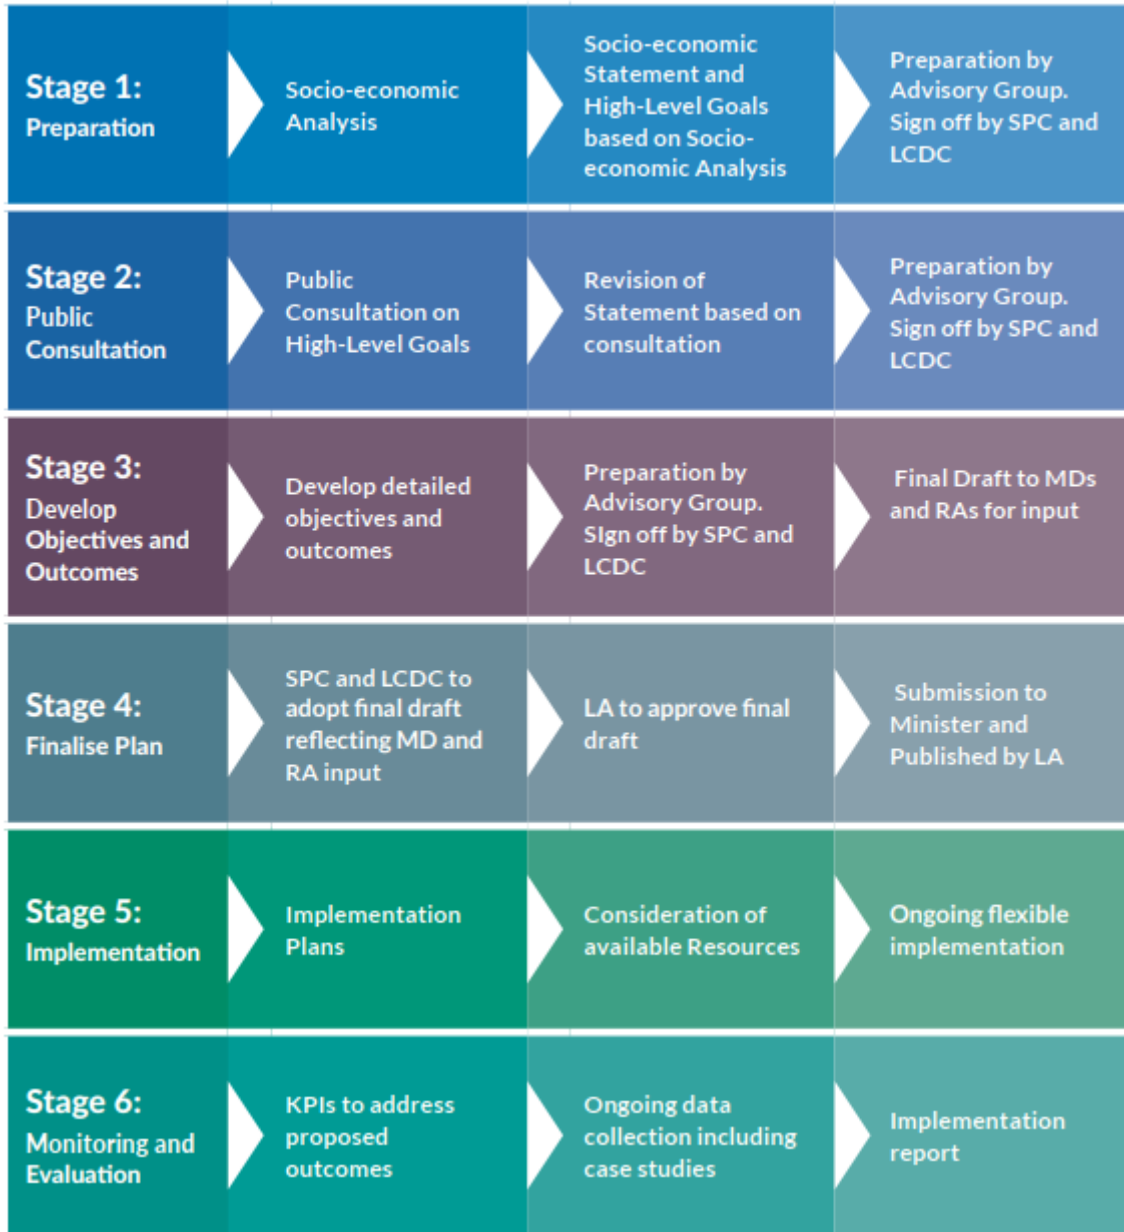 Stage 1:
Preparation
Socio-economic
Analysis
Socio-economic
Statement and
High-Level Goals
based on Socio-
economic Analysis
Preparation by
Advisory Group.
Sign off by SPC and
LCDC
Stage 2:
Public
Consultation
Public
Consultation on
High-Level Goals
Revision of
Statement based on
consultation
Preparation by
Advisory Group.
Sign off by SPC and
LCDC
Stage 3:
Develop
Objectives and
Outcomes
Develop detailed
objectives and
outcomes
Preparation by
Advisory Group.
SIgn off by SPC and
LCDC
Final Draft to MDs
and RAs for input
Stage 4:
Finalise Plan
SPC and LCDC to
adopt final draft
reflecting MD and
RA input
LA to approve final
draft
Submission to
Minister and
Published by LA
Stage 5:
Implementation
Implementation
Plans
Consideration of
available Resources
Ongoing flexible
implementation
Stage 6:
Monitoring and
Evaluation
KPIs to address
proposed
outcomes
Ongoing data
collection including
case studies
Implementation
report